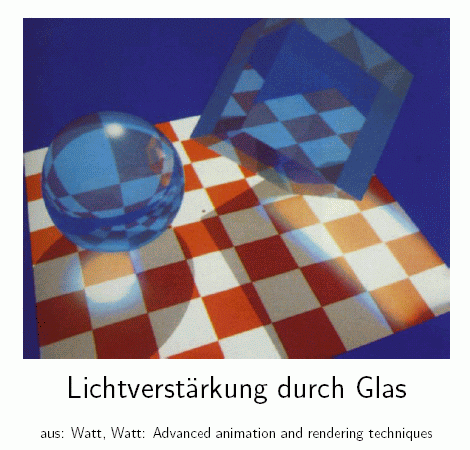 Lichtverstärkung durch Glas
aus: Watt, Watt: Advanced animation and rendering techniques